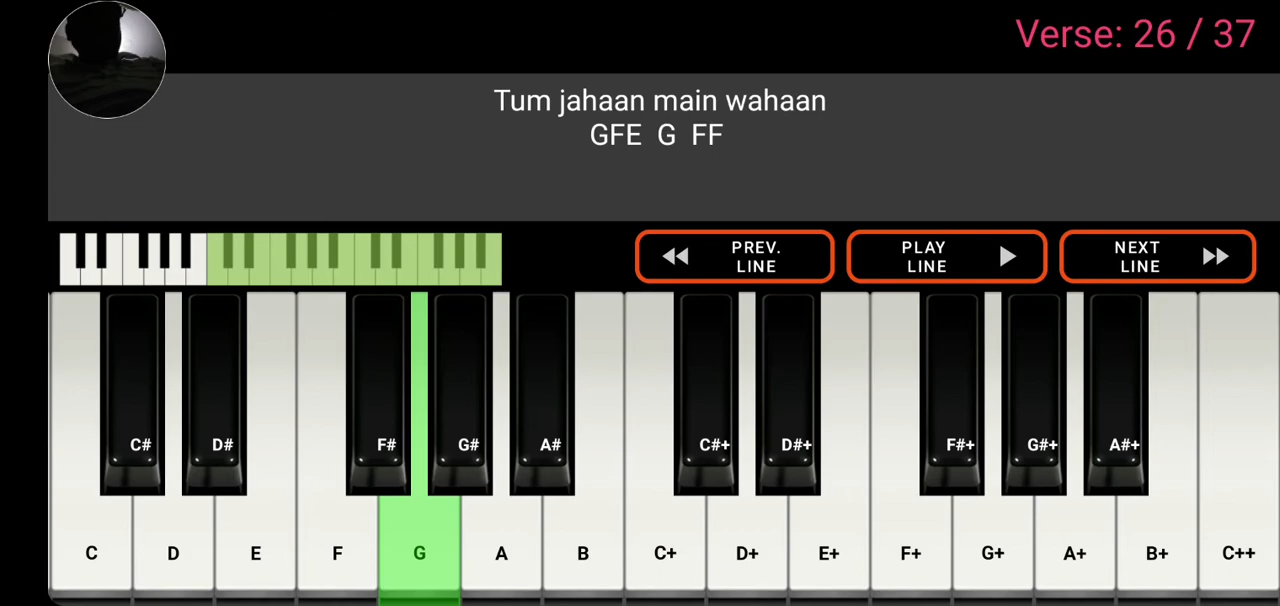 Verse: 26 / 37
Tum jahaan main wahaan
GFE G FF
PREV.
LINE
PLAY
LINE
NEXT
LINE
C# D# F# G# A# C#+ D#+ F#+ G#+ A#+
C D E F G A B C+ D+ E+ F+ G+ A+ B+ C++